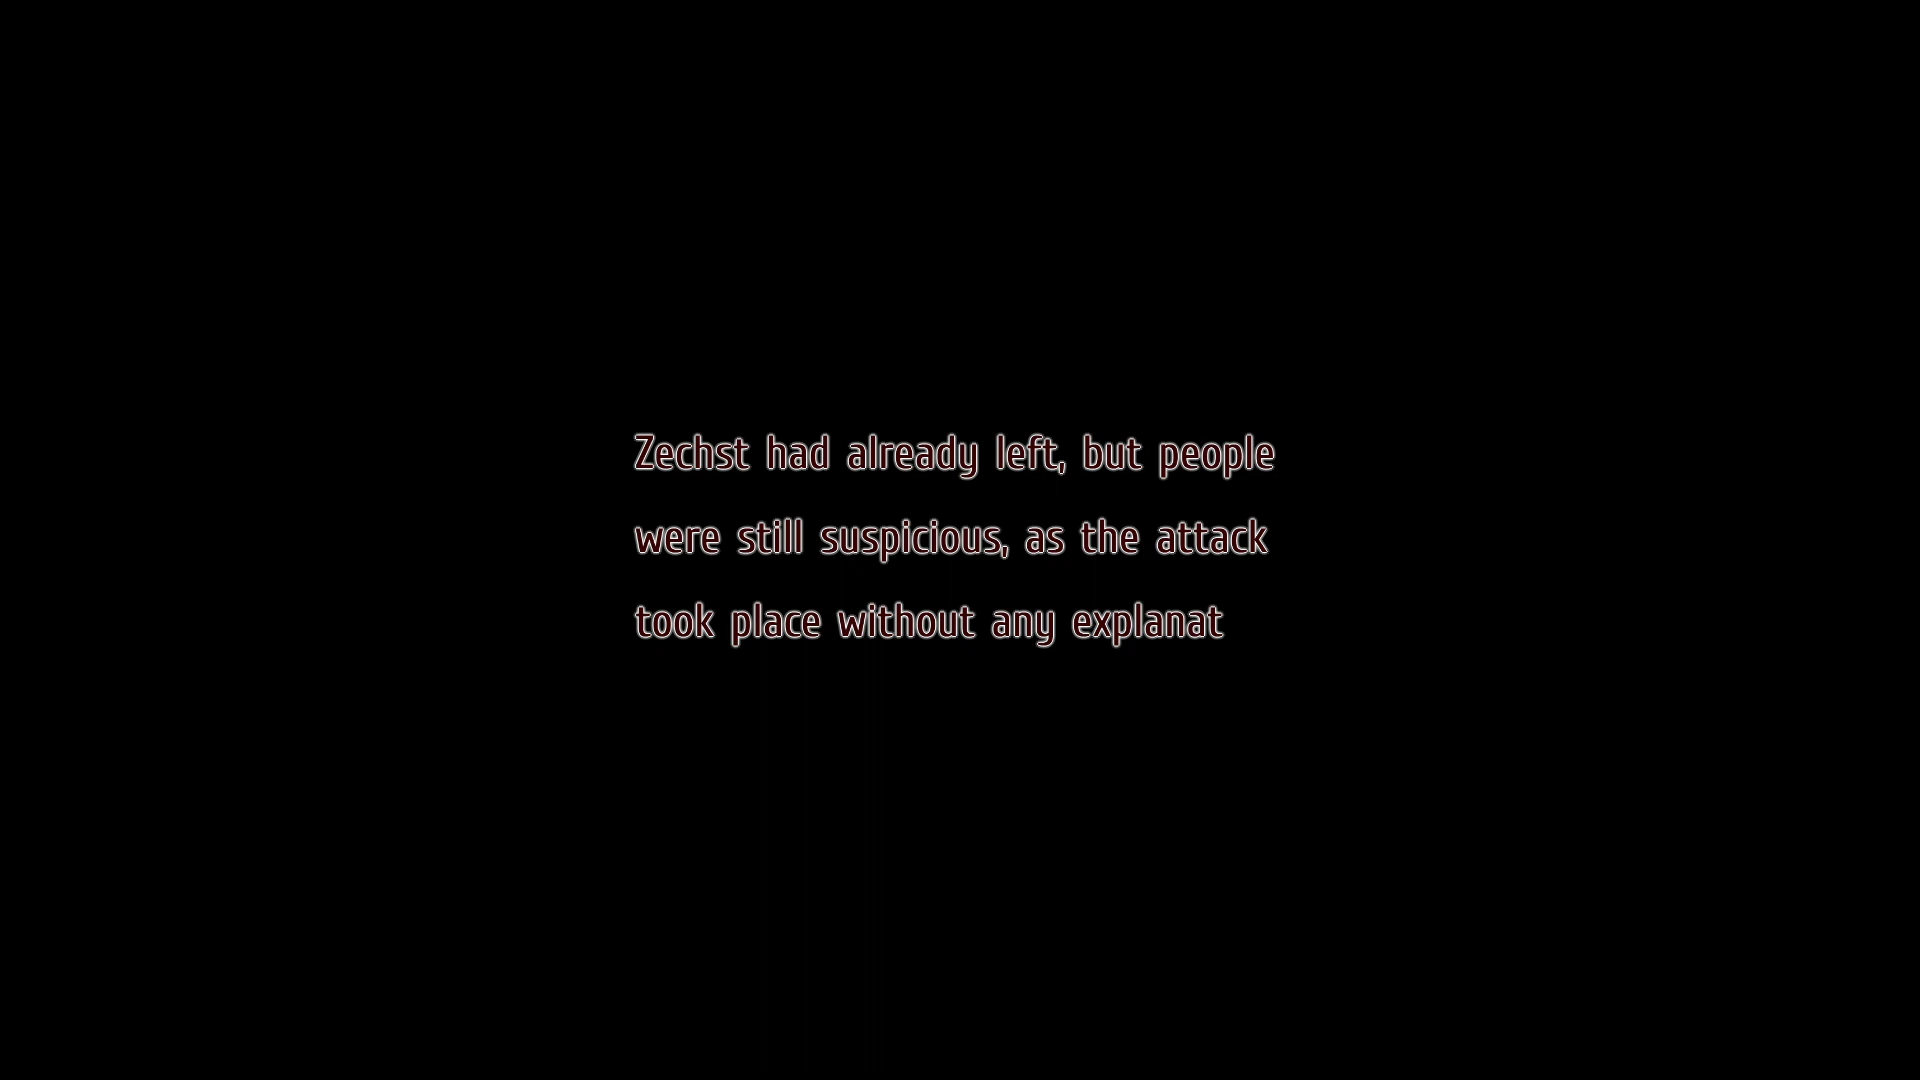 Zechst had already left, but people
were still suspicious, as the attack
took place without any explanat